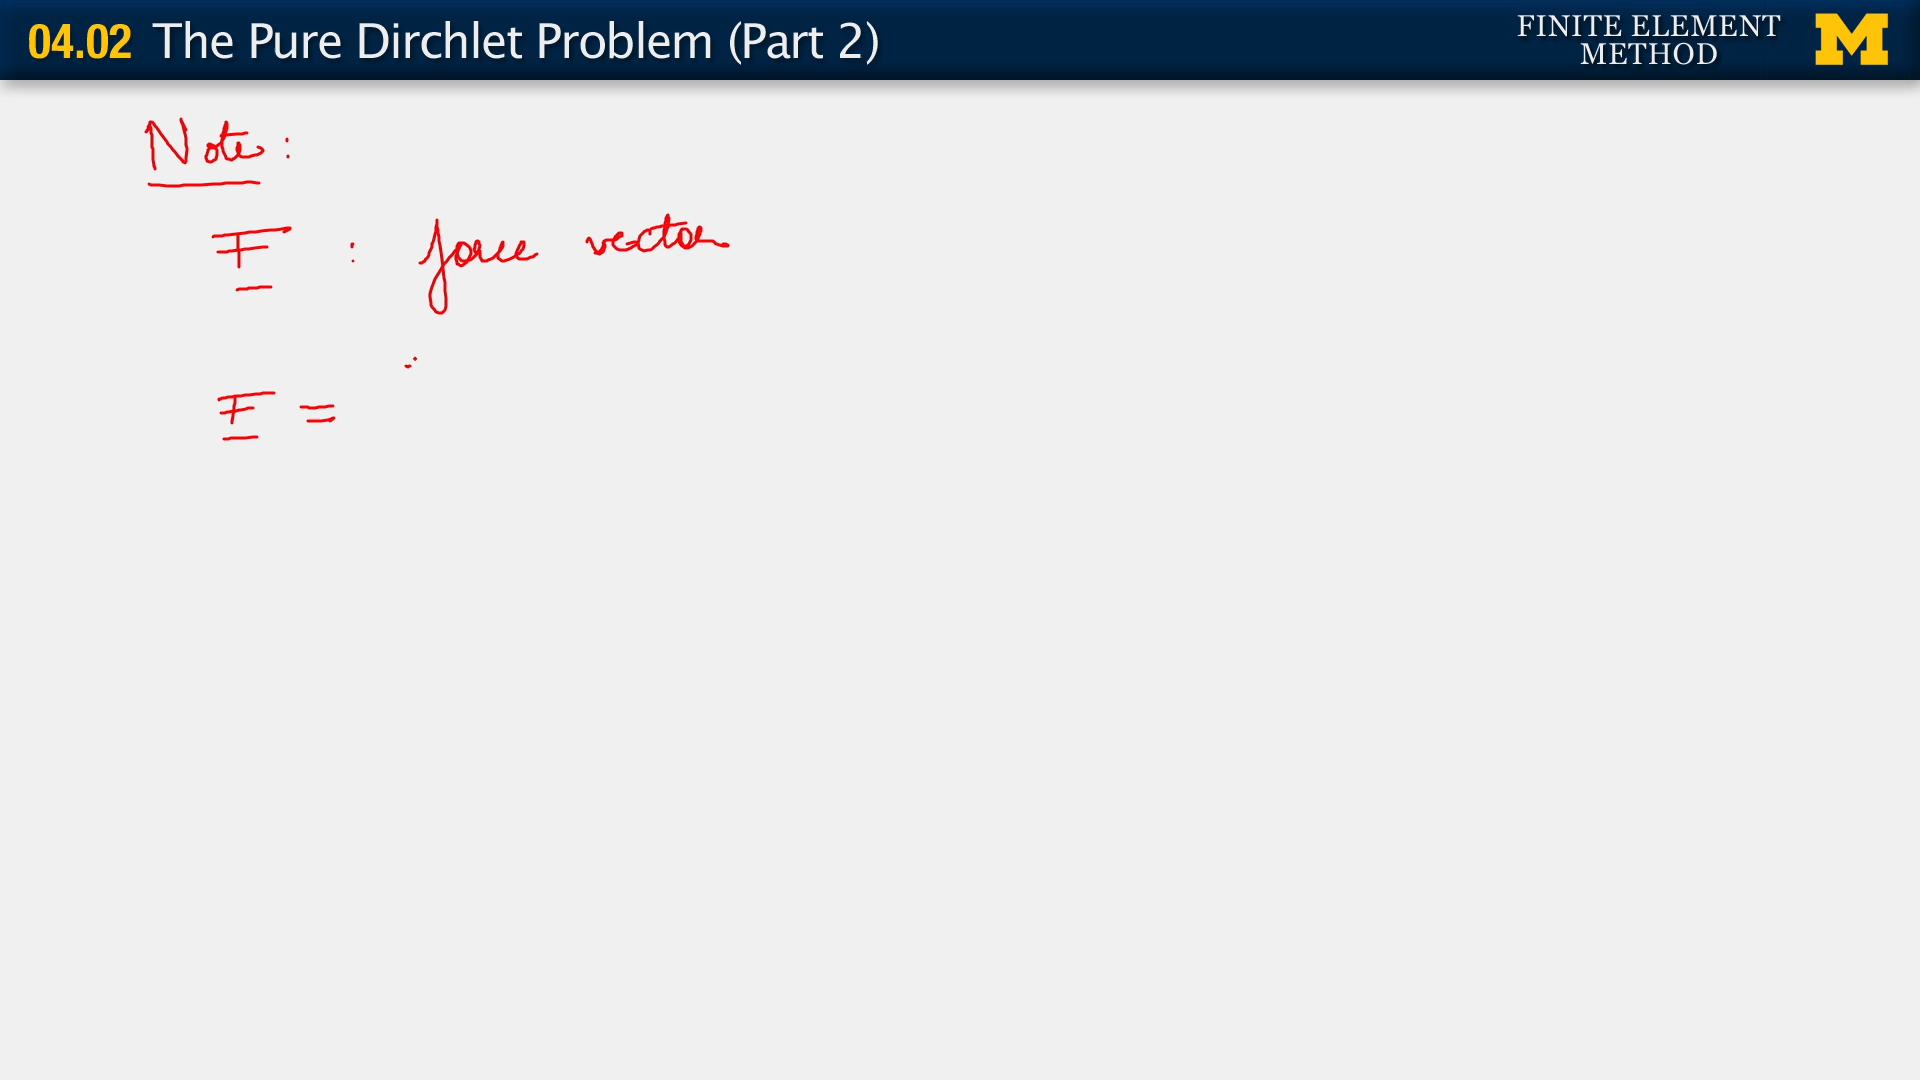 04.02 The Pure Dirchlet Problem (Part 2)
FINITE ELEMENT
METHOD
M
Note:
F : force vector
F =